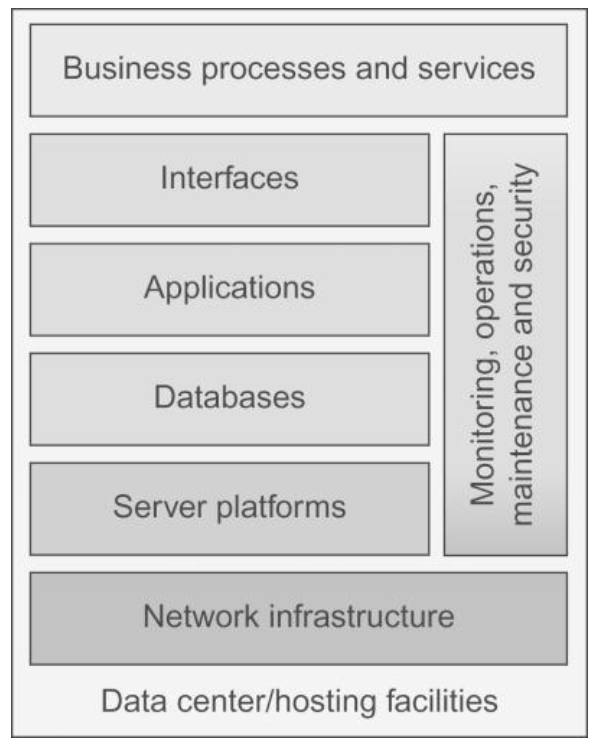 Business processes and services
Interfaces
Applications
Databases
Server platforms
Monitoring, operations,
maintenance and security
Network infrastructure
Data center/hosting facilities